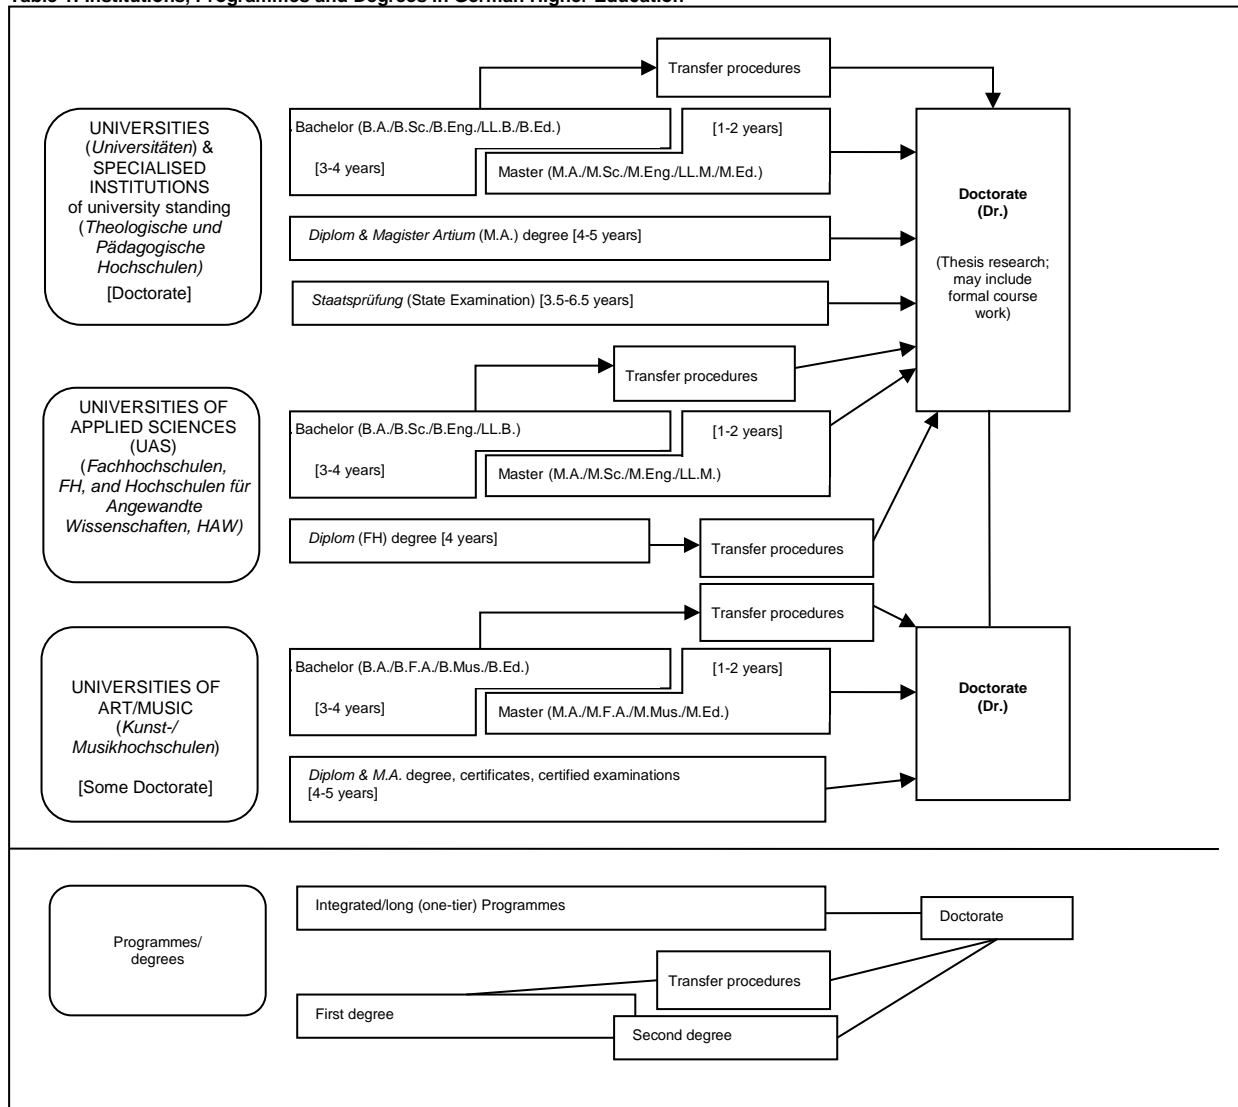 Table 1: Institutions, Programmes and Degrees in German Higher Education
Transfer procedures
UNIVERSITIES
(Universitäten) &
SPECIALISED
INSTITUTIONS
of university standing
(Theologische und
Pädagogische
Hochschulen)
[Doctorate]
Bachelor (B.A./B.Sc./B.Eng./LL.B./B.Ed.)
[3-4 years]
[1-2 years]
Master (M.A./M.Sc./M.Eng./LL.M./M.Ed.)
Diplom & Magister Artium (M.A.) degree [4-5 years]
Staatsprüfung (State Examination) [3.5-6.5 years]
Doctorate
(Dr.)
(Thesis research;
may include
formal course
work)
Transfer procedures
UNIVERSITIES OF
APPLIED SCIENCES
(UAS)
(Fachhochschulen,
FH, and Hochschulen für
Angewandte
Wissenschaften, HAW)
Bachelor (B.A./B.Sc./B.Eng./LL.B.)
[3-4 years]
[1-2 years]
Master (M.A./M.Sc./M.Eng./LL.M.)
Diplom (FH) degree [4 years]
Transfer procedures
Transfer procedures
UNIVERSITIES OF
ART/MUSIC
(Kunst-/
Musikhochschulen)
[Some Doctorate]
Bachelor (B.A./B.F.A./B.Mus./B.Ed.)
[3-4 years]
[1-2 years]
Master (M.A./M.F.A./M.Mus./M.Ed.)
Diplom & M.A. degree, certificates, certified examinations
[4-5 years]
Doctorate
(Dr.)
Programmes/
degrees
Integrated/long (one-tier) Programmes
Doctorate
Transfer procedures
First degree
Second degree